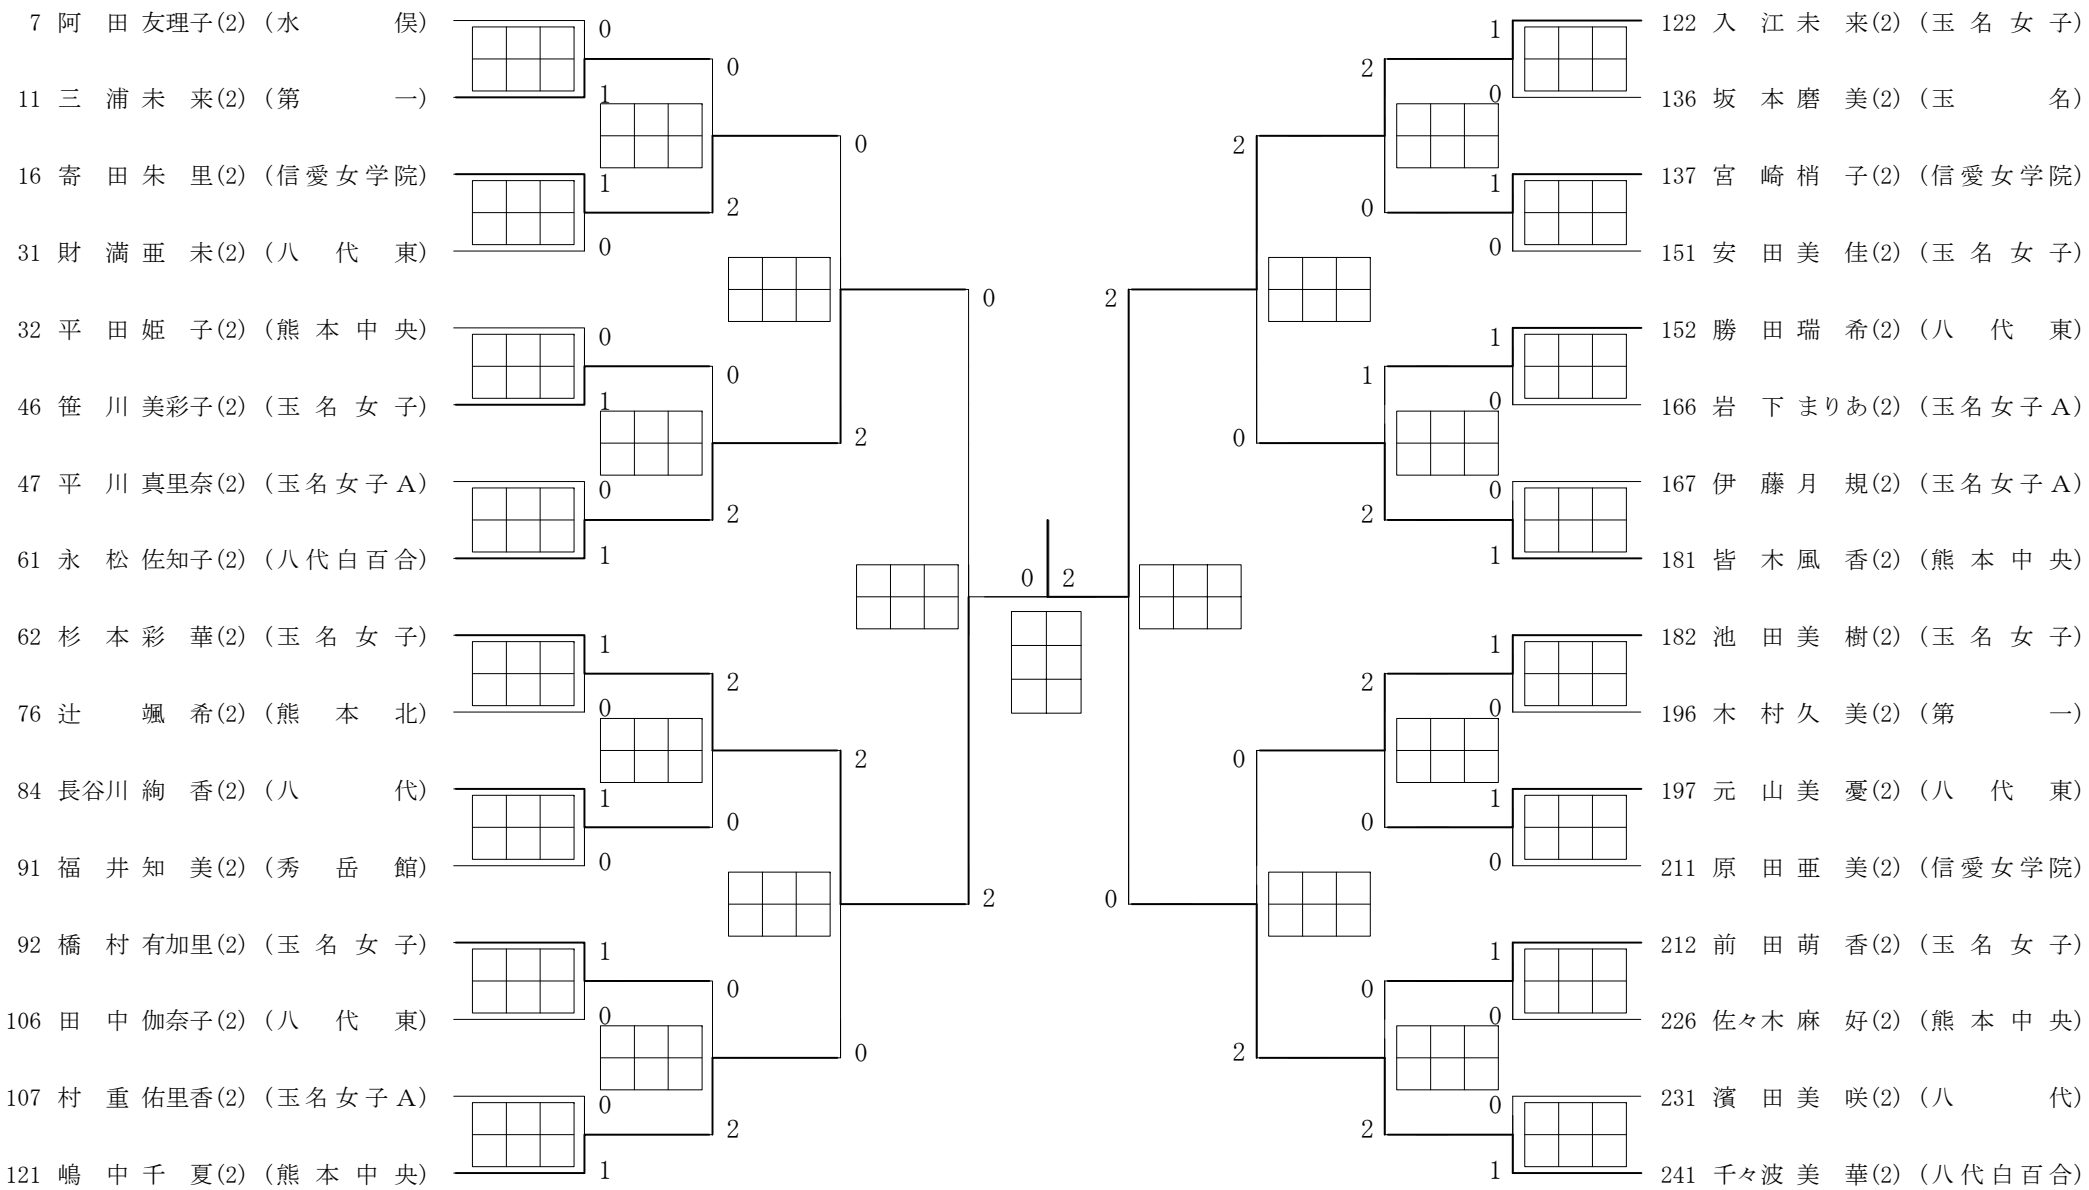 7 阿 田 友理子(2) (水 俣)
11 三 浦 未 来(2) (第 一)
16 寄 田 朱 里(2) (信愛女学院)
31 財 満 亜 未(2) (八 代 東)
32 平 田 姫 子(2) (熊 本 中 央)
46 笹 川 美彩子(2) (玉 名 女 子)
47 平 川 真里奈(2) (玉名女子A)
61 永 松 佐知子(2) (八代白百合)
62 杉 本 彩 華(2) (玉 名 女 子)
76 辻 颯 希(2) (熊 本 北)
84 長谷川 絢 香(2) (八 代)
91 福 井 知 美(2) (秀 岳 館)
92 橋 村 有加里(2) (玉 名 女 子)
106 田 中 伽奈子(2) (八 代 東)
107 村 重 佑里香(2) (玉名女子A)
121 嶋 中 千 夏(2) (熊 本 中 央)
0
1
1
0
0
1
0
1
1
0
1
0
1
0
0
1
0
2
0
2
2
0
0
2
0
2
2
0
0
2
0 2
2
0
2
0
0
2
2
0
1
2
2
0
0
2
1
0
1
0
1
0
0
1
1
0
1
0
1
0
0
1
122 入 江 未 来(2) (玉 名 女 子)
136 坂 本 磨 美(2) (玉 名)
137 宮 崎 梢 子(2) (信愛女学院)
151 安 田 美 佳(2) (玉 名 女 子)
152 勝 田 瑞 希(2) (八 代 東)
166 岩 下 まりあ(2) (玉名女子A)
167 伊 藤 月 規(2) (玉名女子A)
181 皆 木 風 香(2) (熊 本 中 央)
182 池 田 美 樹(2) (玉 名 女 子)
196 木 村 久 美(2) (第 一)
197 元 山 美 憂(2) (八 代 東)
211 原 田 亜 美(2) (信愛女学院)
212 前 田 萌 香(2) (玉 名 女 子)
226 佐々木 麻 好(2) (熊 本 中 央)
231 濱 田 美 咲(2) (八 代)
241 千々波 美 華(2) (八代白百合)